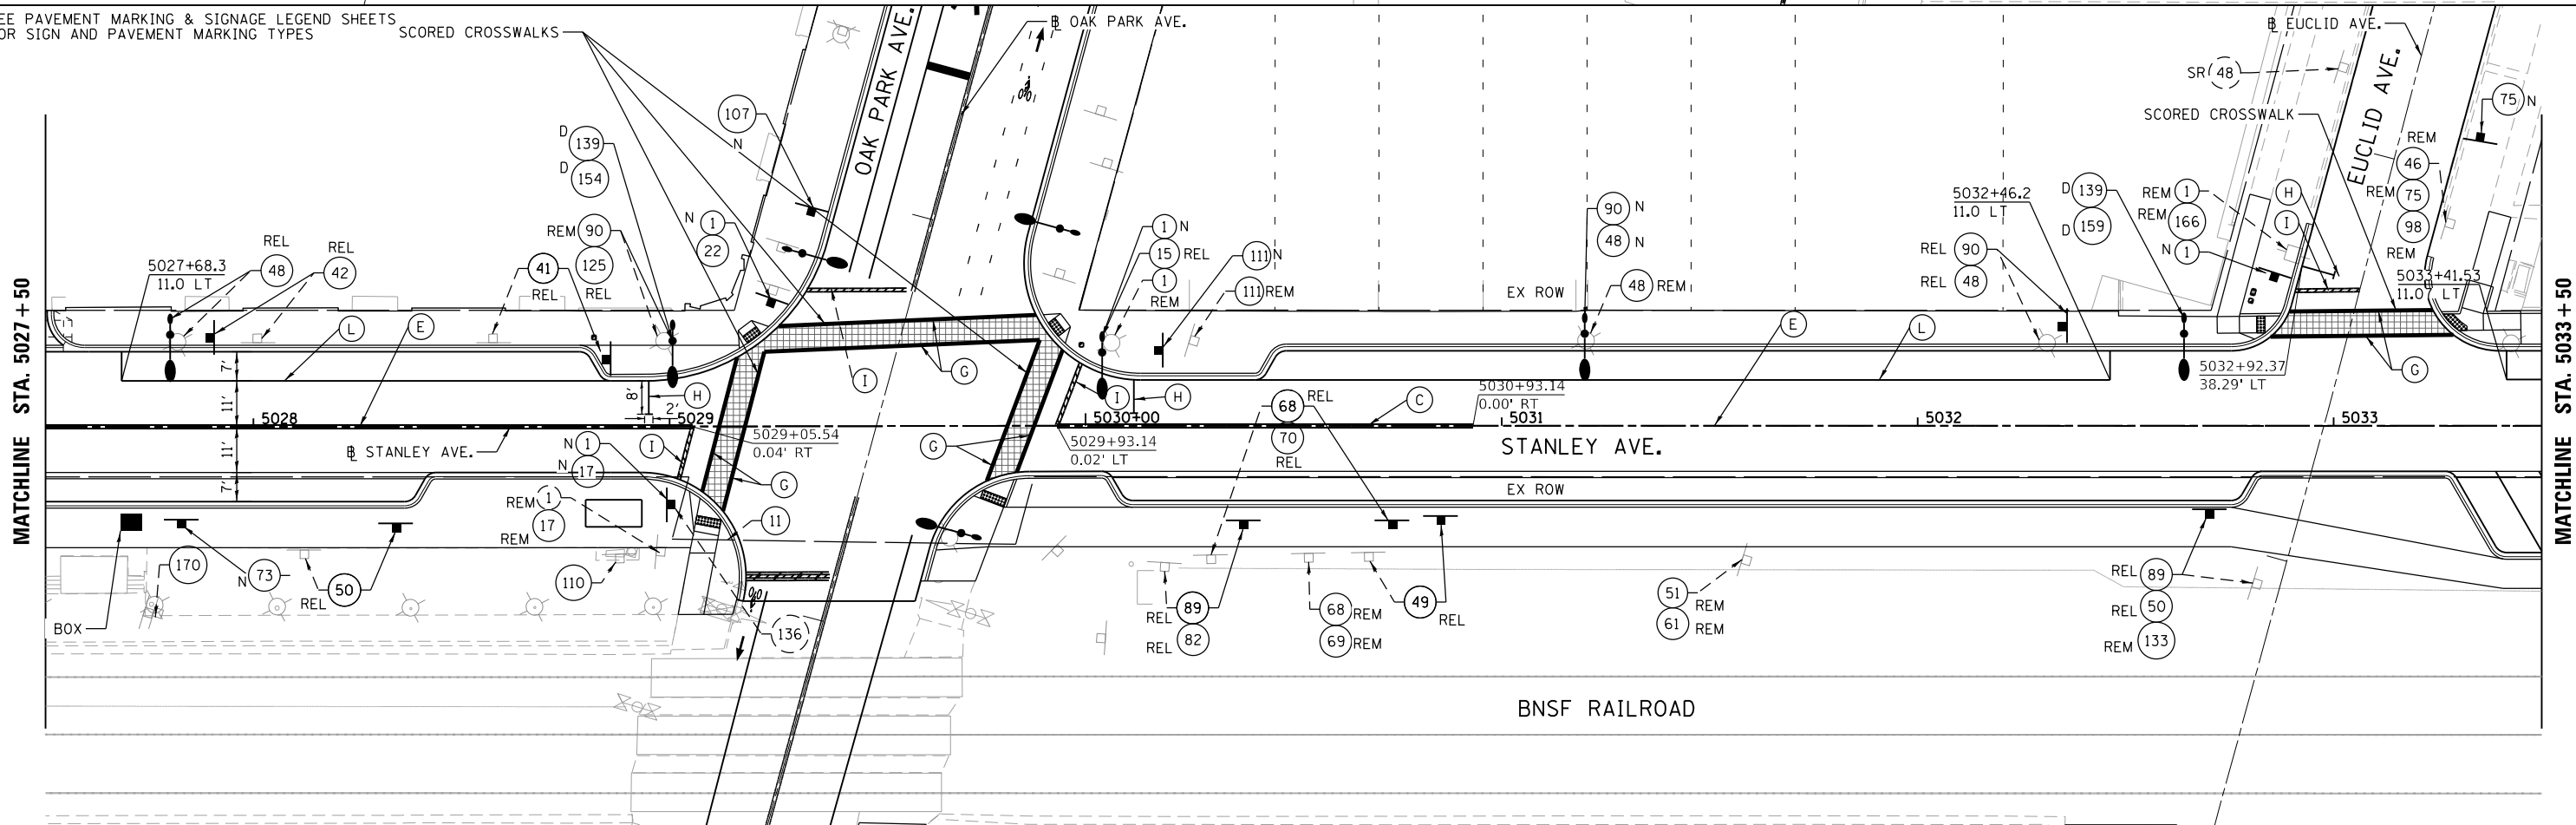 EE PAVEMENT MARKING & SIGNAGE LEGEND SHEETS
OR SIGN AND PAVEMENT MARKING TYPES
SCORED CROSSWALKS
OAK PARK AVE.
℄ OAK PARK AVE.
℄ EUCLID AVE.
EUCLID AVE.
SR 48
SCORED CROSSWALK
75 N
107
N
D 139
D 154
REM 90
125
REL
N 1
22
REL
48
REL
42
41
REL
5027+68.3
11.0 LT
L
E
1 N
15 REL
1
REM
111 N
111 REM
90 N
48 N
48 REM
EX ROW
5032+46.2
11.0 LT
REL 90
REL 48
D 139
D 159
REM 1
REM 166
N 1
H
I
REM
46
REM 75
98
REM
5033+41.53
11.0 LT
E
L
G
5032+92.37
38.29' LT
MATCHLINE STA. 5027+50
MATCHLINE STA. 5033+50
7'
11'
11'
7'
8'
2'
H
I
G
I
H
C
68 REL
70
REL
5030+93.14
0.00' RT
5028
5029
5030+00
5031
5032
5033
℄ STANLEY AVE.
STANLEY AVE.
5029+05.54
0.04' RT
5029+93.14
0.02' LT
G
G
I
N 1
N 17
REM 1
17
REM
11
EX ROW
170
N 73
50
REL
110
136
BOX
89
REL
REL 82
68 REM
69 REM
49
REL
51
REM
61 REM
REL 89
REL 50
REM 133
BNSF RAILROAD